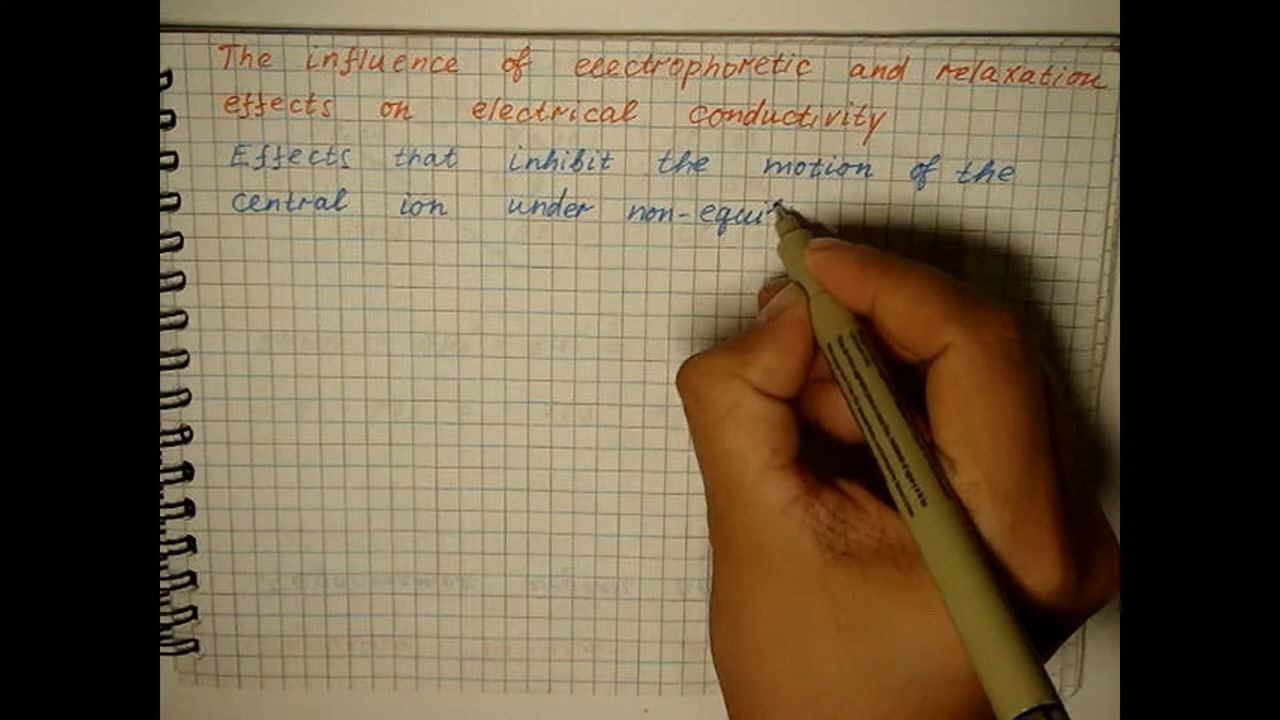 The influence of electrophoretic and relaxation
effects on electrical conductivity
Effects that inhibit the motion of the
central ion under non-equi